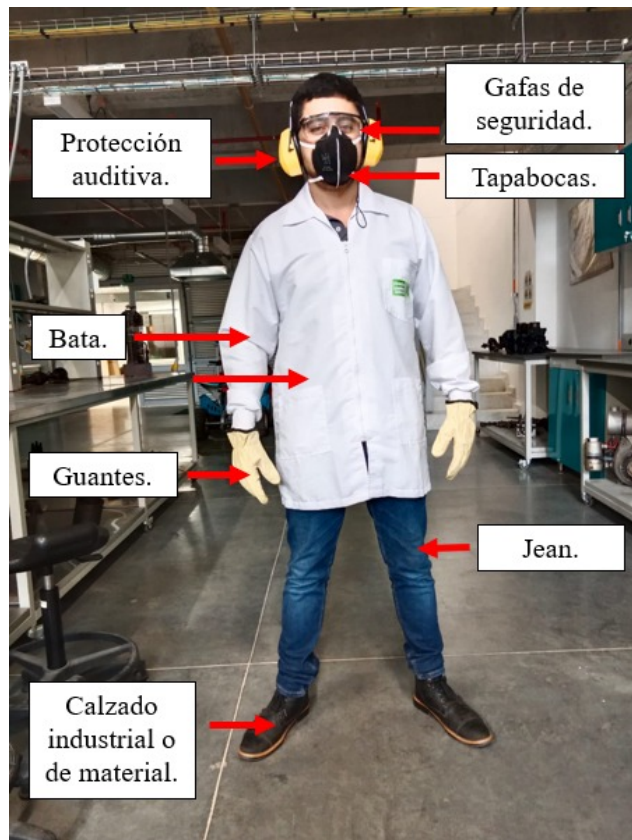 Gafas de
seguridad.
Protección
auditiva.
Tapabocas.
Bata.
Guantes.
Jean.
Calzado
industrial o
de material.